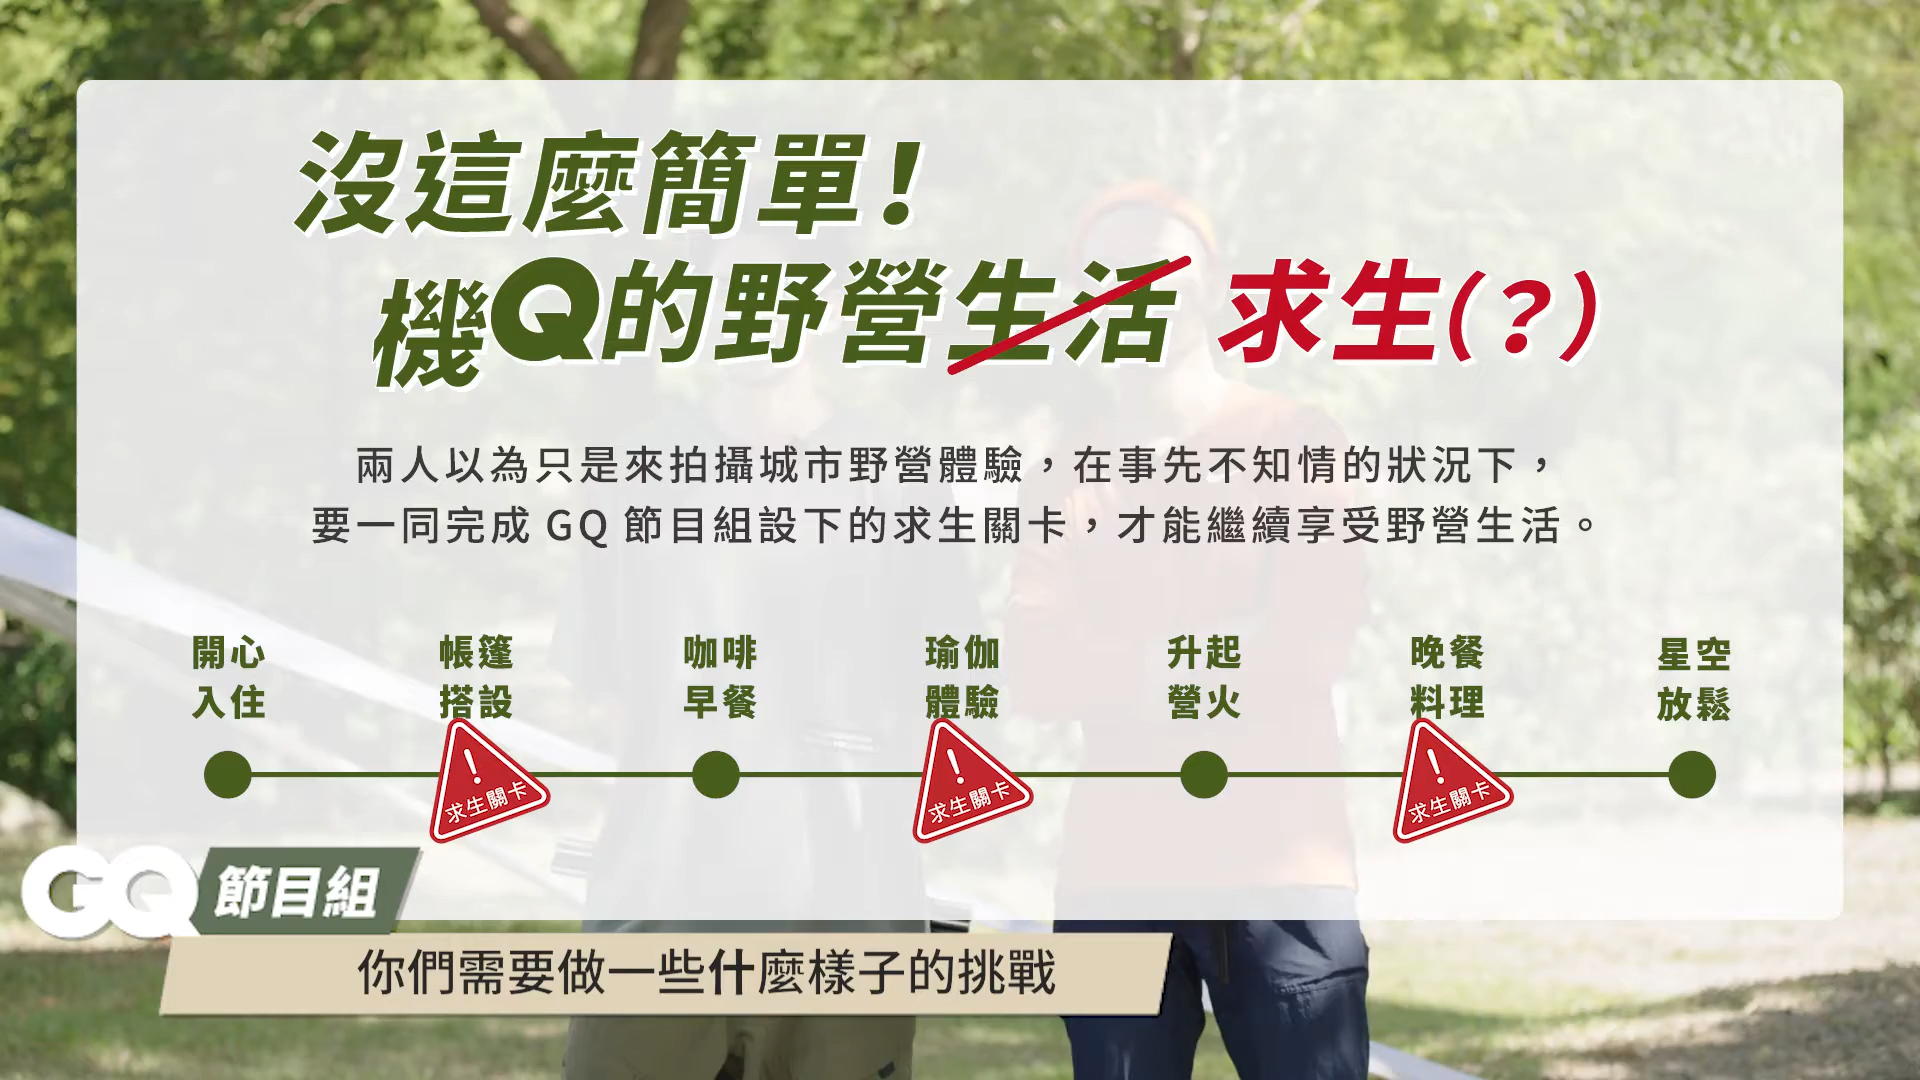 沒這麼簡單！
機Q的野營生活 求生(？)
兩人以為只是來拍攝城市野營體驗，在事先不知情的狀況下，
要一同完成 GQ 節目組設下的求生關卡，才能繼續享受野營生活。
開心
入住
帳篷
搭設
咖啡
早餐
瑜伽
體驗
升起
營火
晚餐
料理
星空
放鬆
!
求生關卡
!
求生關卡
!
求生關卡
GQ 節目組
你們需要做一些什麼樣子的挑戰